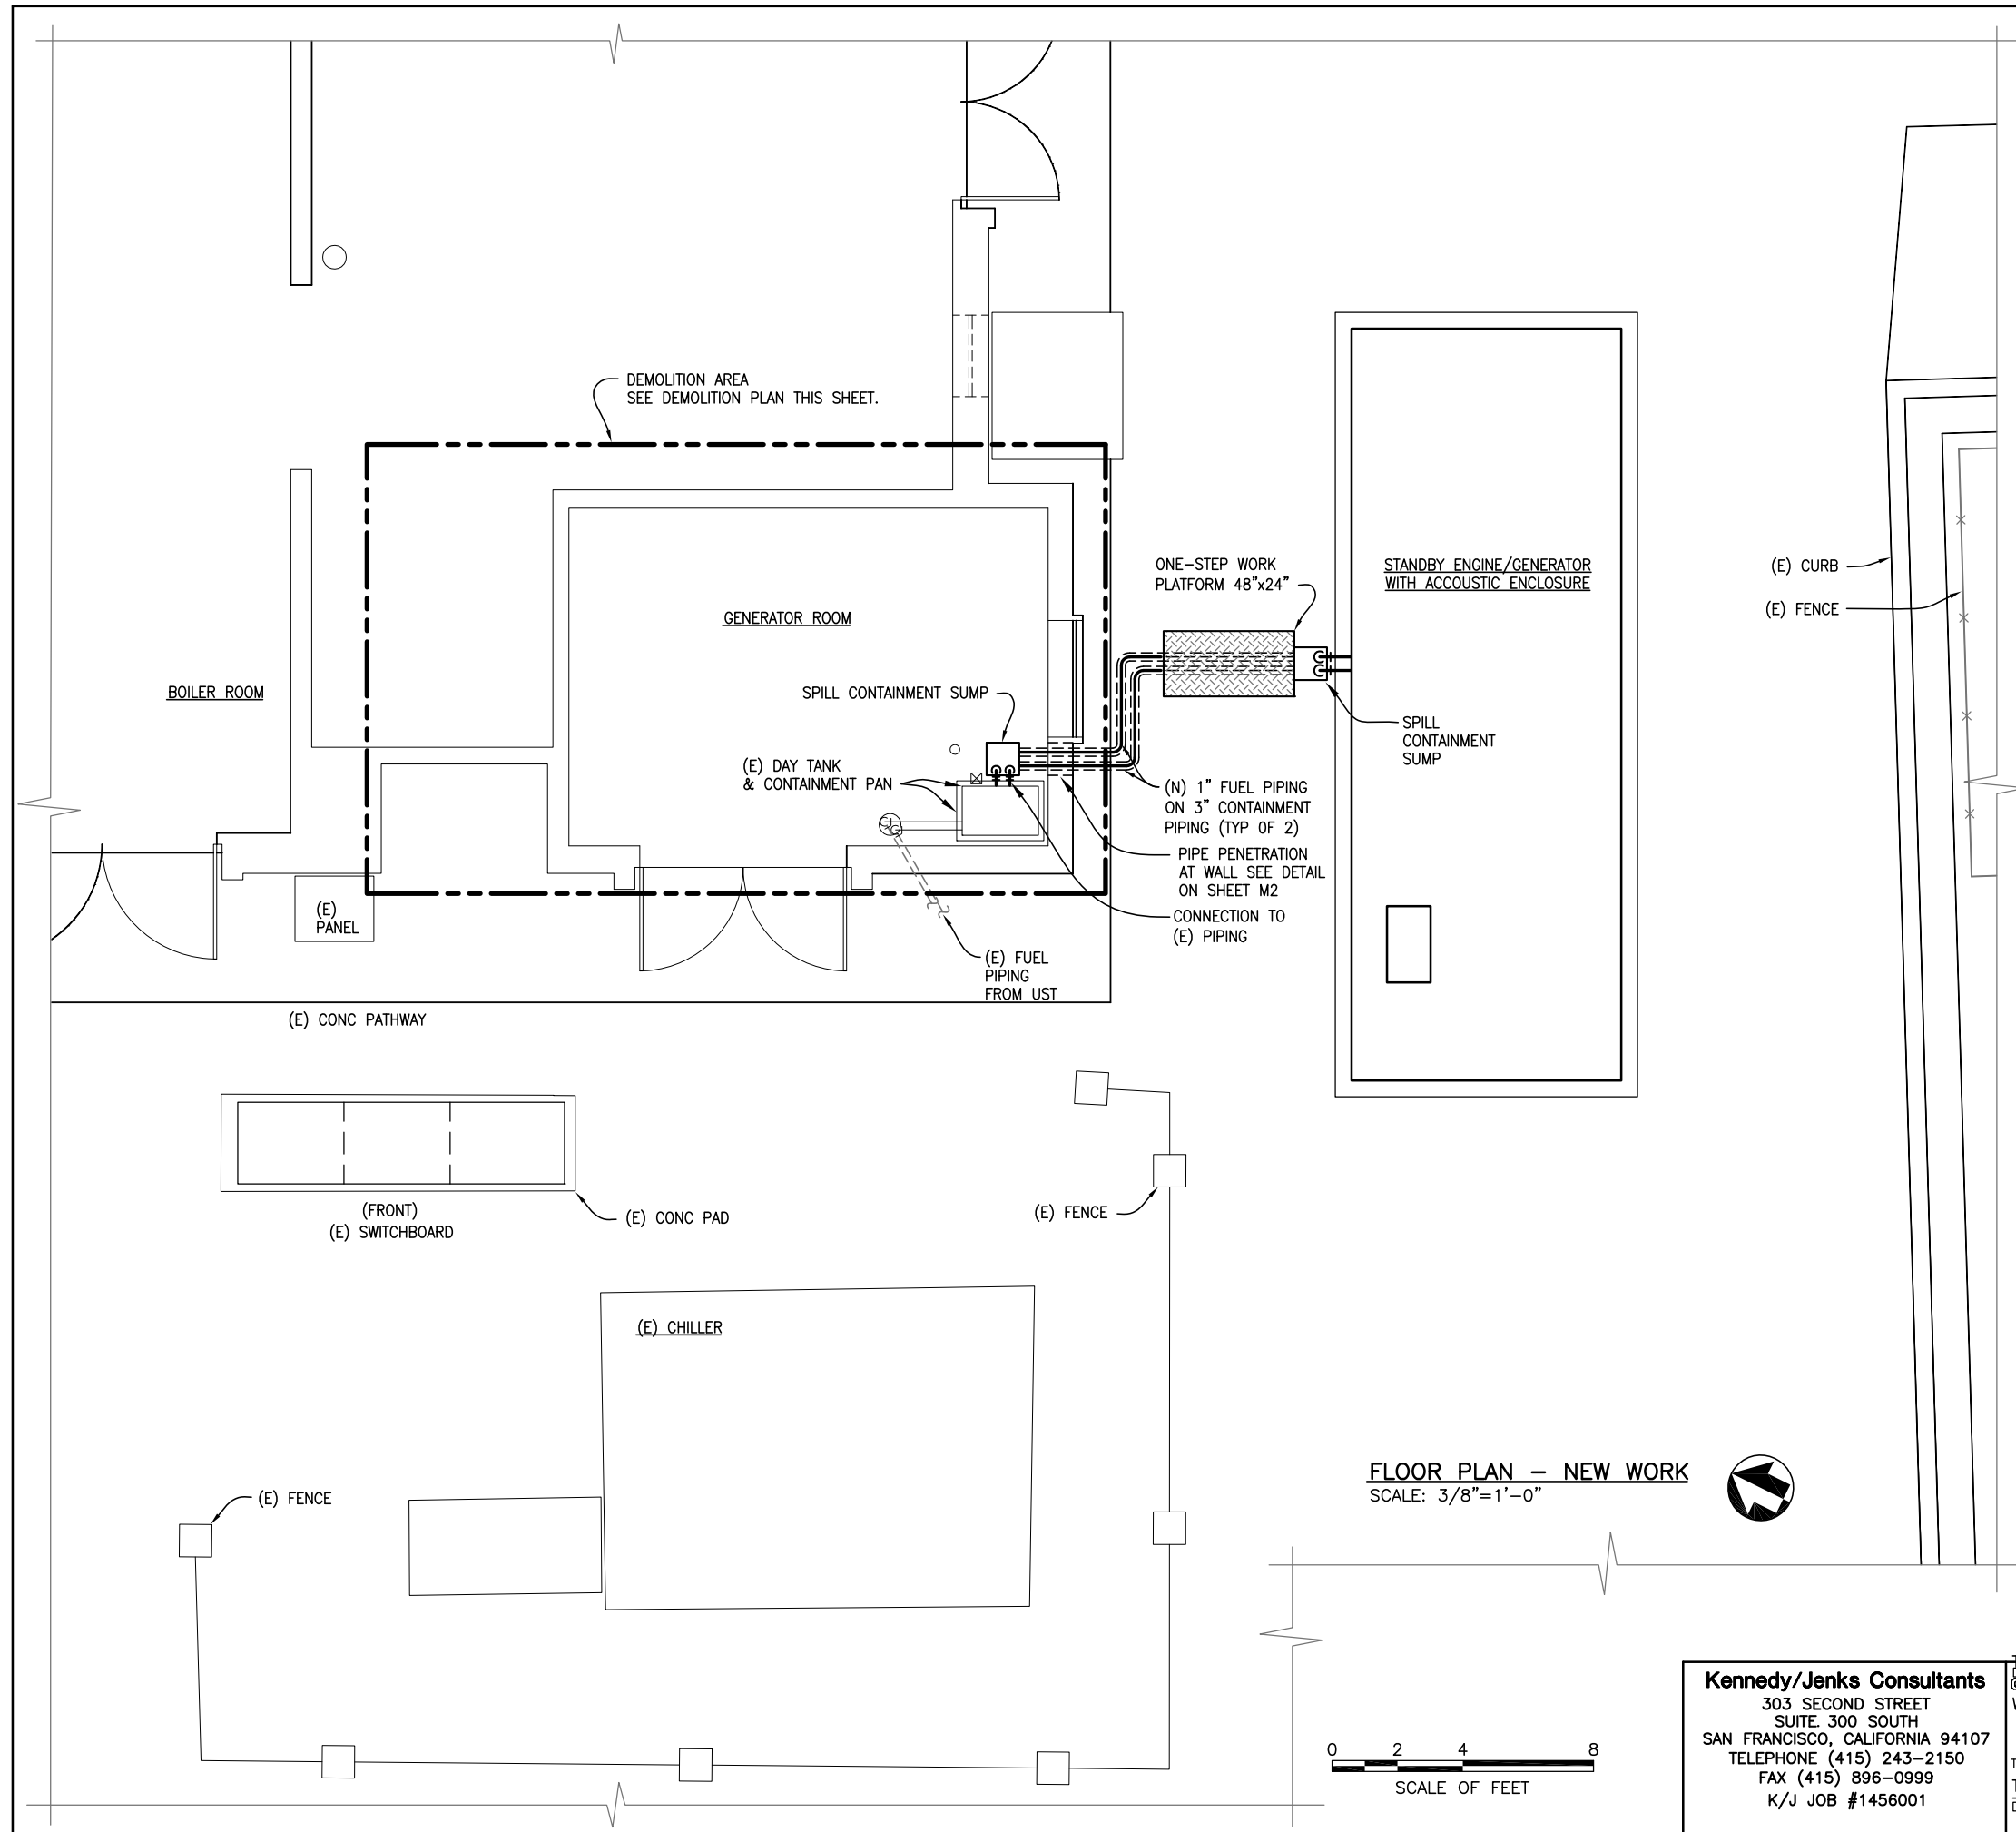 DEMOLITION AREA
SEE DEMOLITION PLAN THIS SHEET.
ONE-STEP WORK
PLATFORM 48"x24"
STANDBY ENGINE/GENERATOR
WITH ACCOUSTIC ENCLOSURE
(E) CURB
(E) FENCE
GENERATOR ROOM
BOILER ROOM
SPILL CONTAINMENT SUMP
SPILL
CONTAINMENT
SUMP
(E) DAY TANK
& CONTAINMENT PAN
(N) 1" FUEL PIPING
ON 3" CONTAINMENT
PIPING (TYP OF 2)
PIPE PENETRATION
AT WALL SEE DETAIL
ON SHEET M2
CONNECTION TO
(E) PIPING
(E)
PANEL
(E) FUEL
PIPING
FROM UST
(E) CONC PATHWAY
(FRONT)
(E) SWITCHBOARD
(E) CONC PAD
(E) FENCE
(E) CHILLER
(E) FENCE
FLOOR PLAN - NEW WORK
SCALE: 3/8"=1'-0"
0 2 4 8
SCALE OF FEET
Kennedy/Jenks Consultants
303 SECOND STREET
SUITE. 300 SOUTH
SAN FRANCISCO, CALIFORNIA 94107
TELEPHONE (415) 243-2150
FAX (415) 896-0999
K/J JOB #1456001